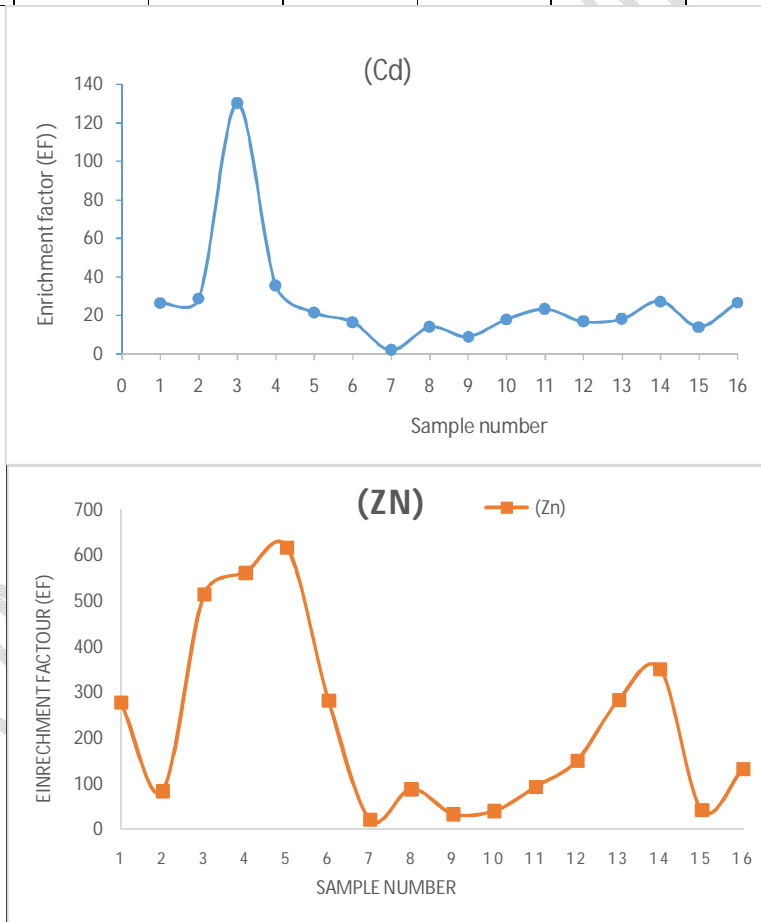 (Cd)
Enrichment factor (EF) )
140
120
100
80
60
40
20
0
0 1 2 3 4 5 6 7 8 9 10 11 12 13 14 15 16
Sample number
(ZN)
(Zn)
EINRECHMENT FACTOUR (EF)
700
600
500
400
300
200
100
0
1 2 3 4 5 6 7 8 9 10 11 12 13 14 15 16
SAMPLE NUMBER